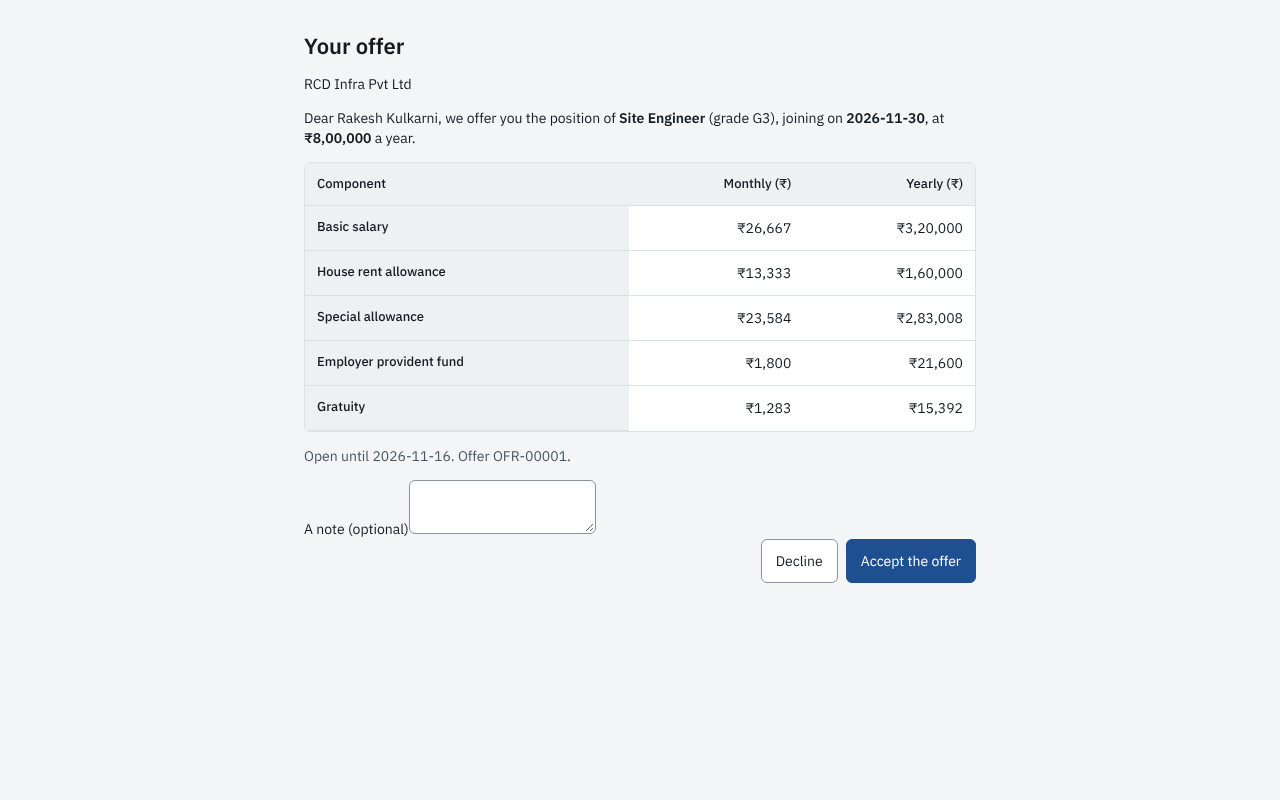 Your offer
RCD Infra Pvt Ltd
Dear Rakesh Kulkarni, we offer you the position of Site Engineer (grade G3), joining on 2026-11-30, at
₹8,00,000 a year.
Component Monthly (₹) Yearly (₹)
Basic salary ₹26,667 ₹3,20,000
House rent allowance ₹13,333 ₹1,60,000
Special allowance ₹23,584 ₹2,83,008
Employer provident fund ₹1,800 ₹21,600
Gratuity ₹1,283 ₹15,392
Open until 2026-11-16. Offer OFR-00001.
A note (optional)
Decline Accept the offer